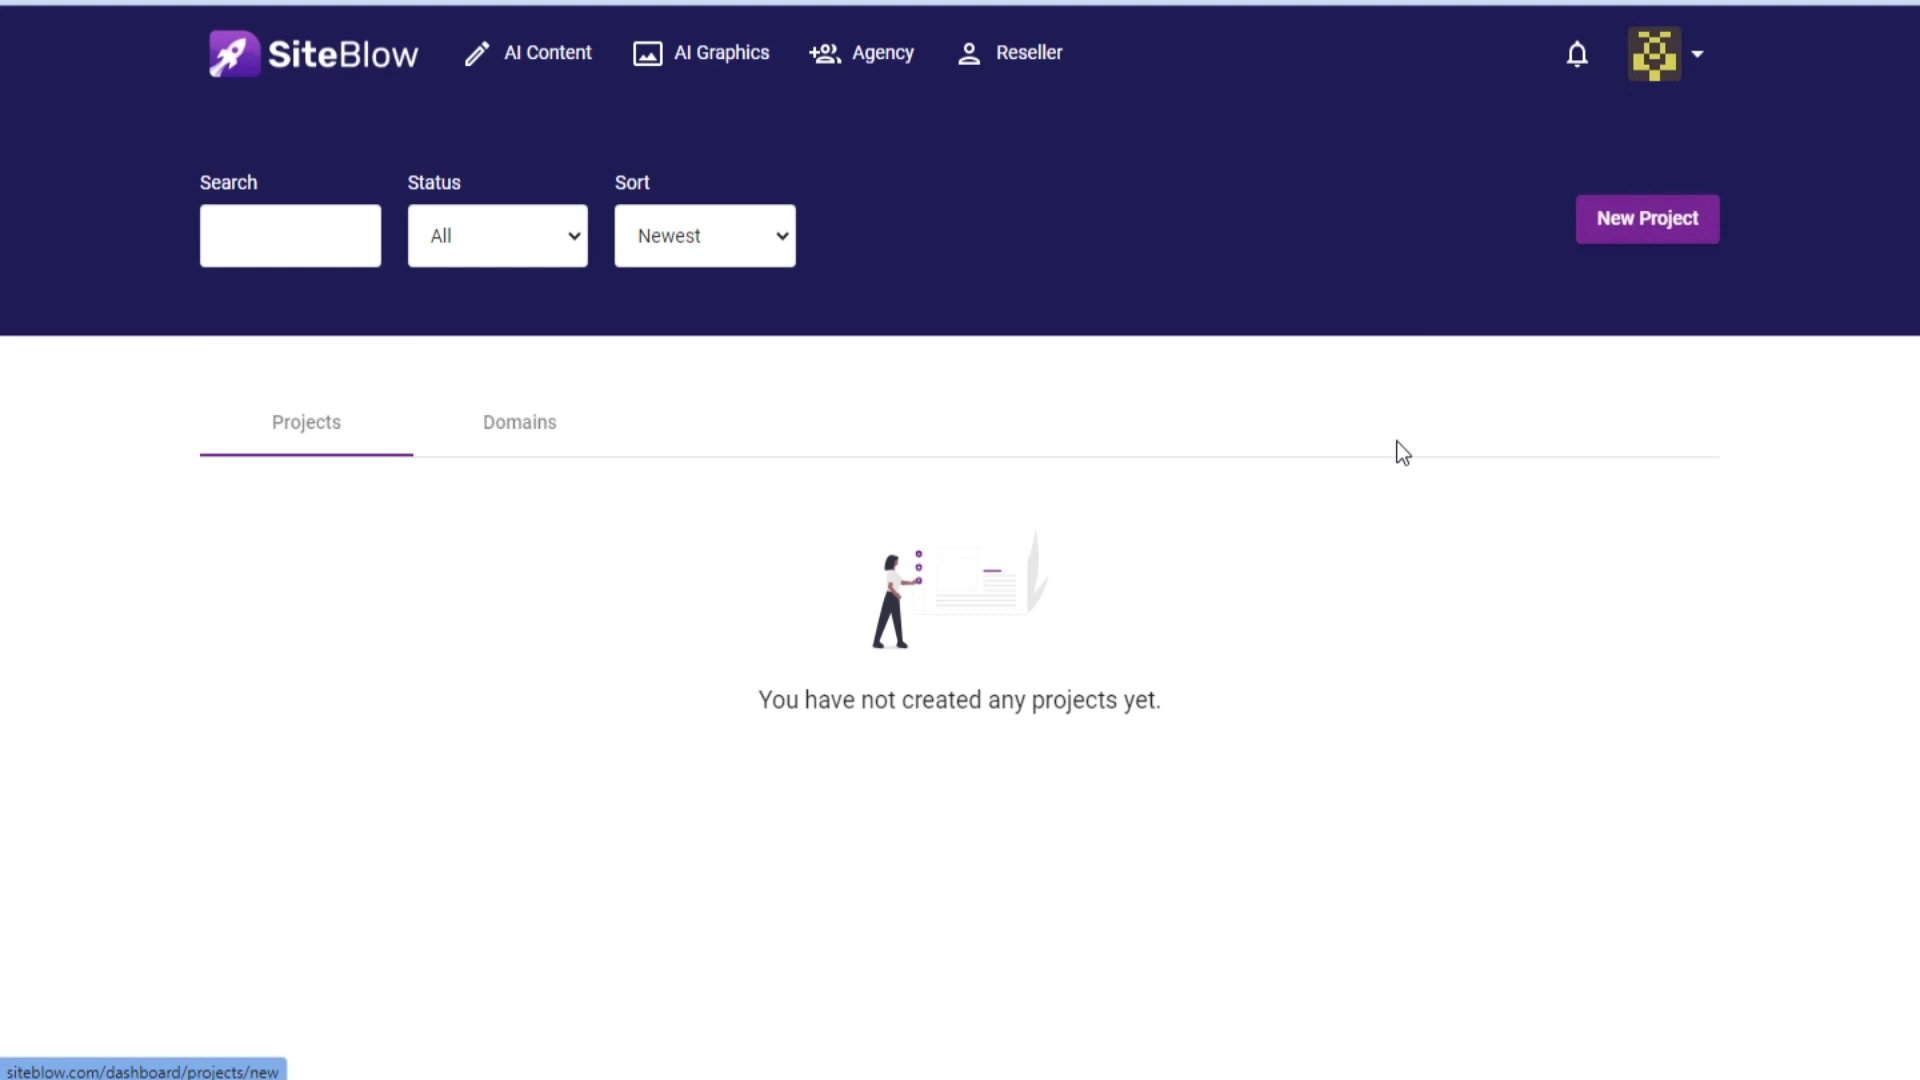 SiteBlow
AI Content
AI Graphics
Agency
Reseller
Search
Status
Sort
All
Newest
New Project
Projects
Domains
You have not created any projects yet.
siteblow.com/dashboard/projects/new